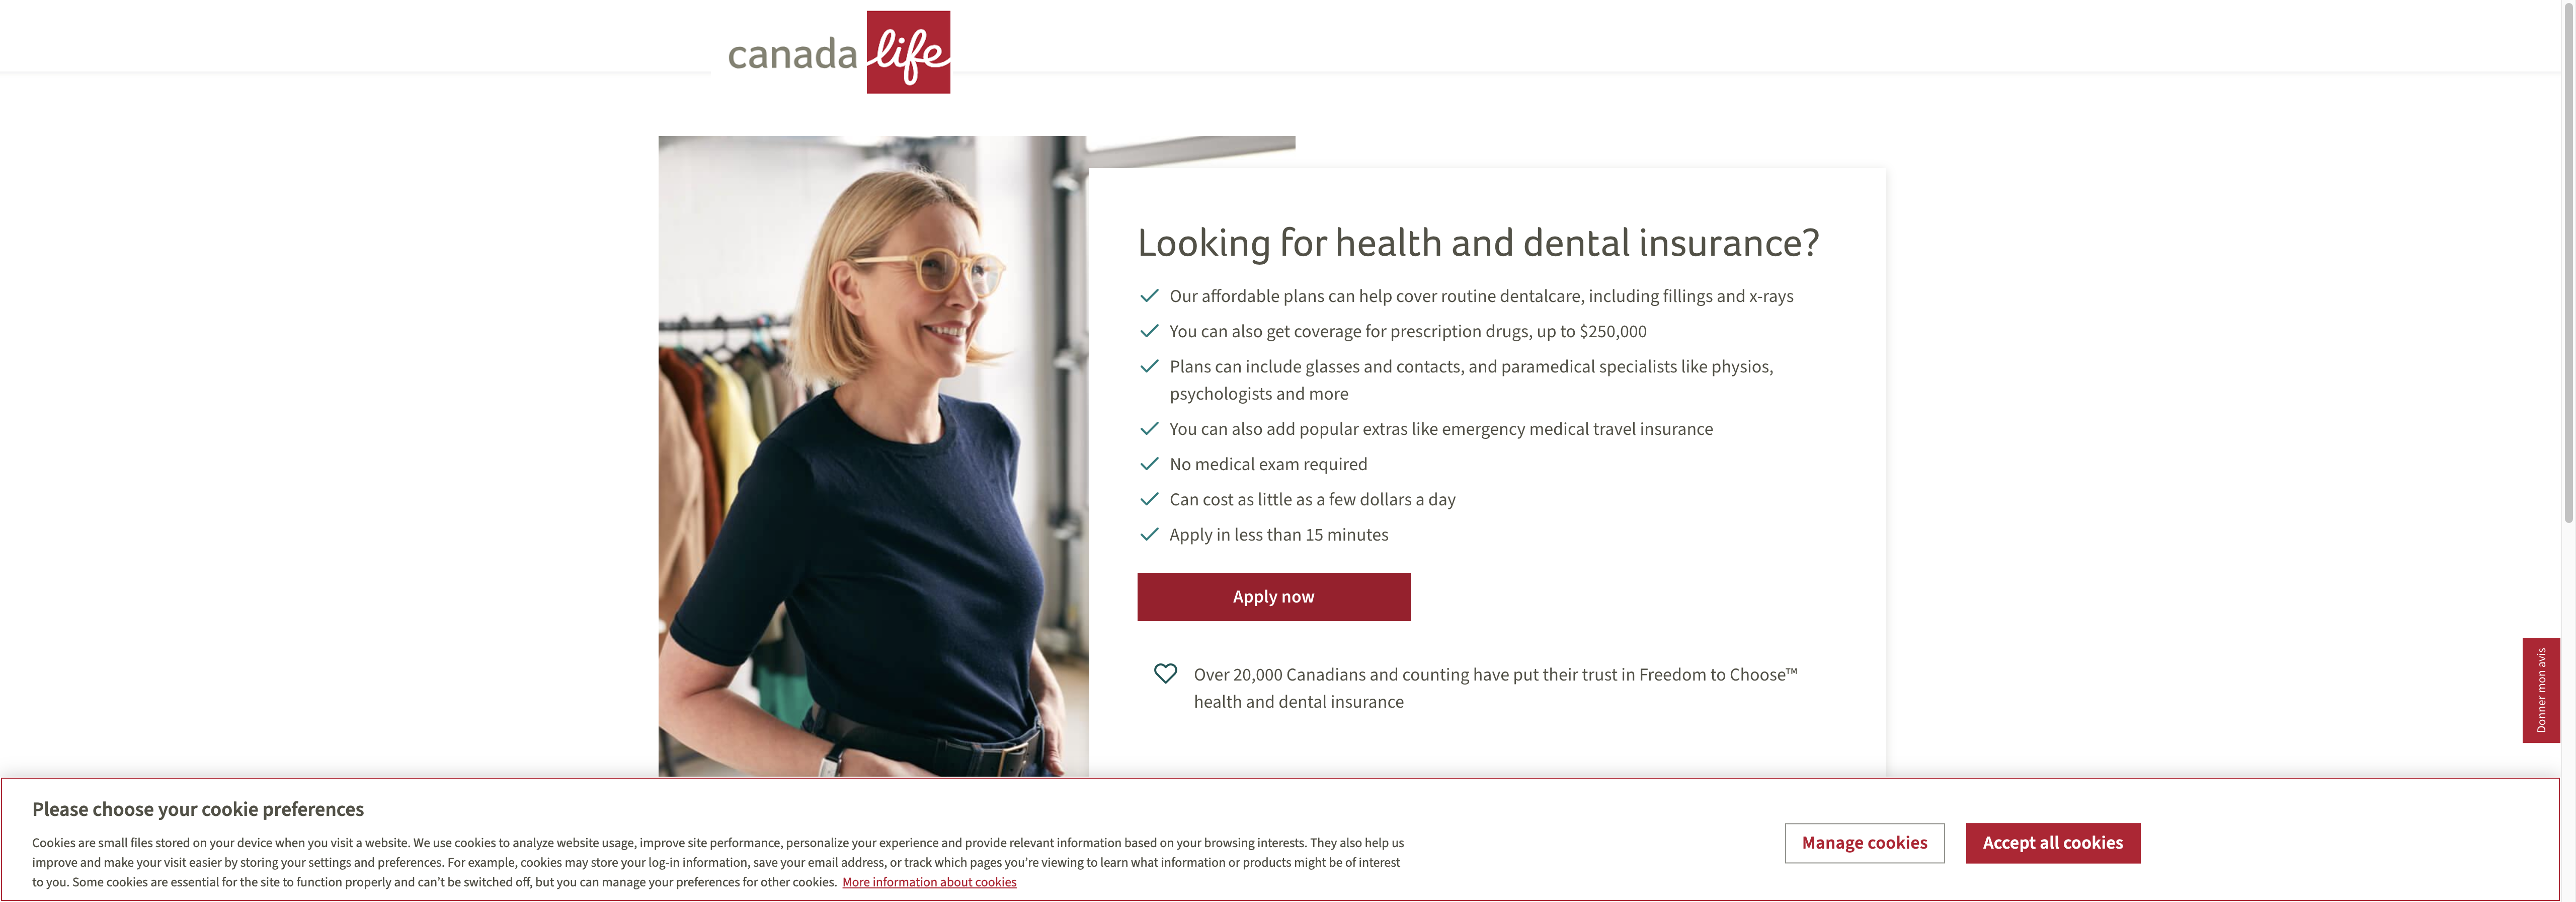 canada life
Looking for health and dental insurance?
Our affordable plans can help cover routine dentalcare, including fillings and x-rays
You can also get coverage for prescription drugs, up to $250,000
Plans can include glasses and contacts, and paramedical specialists like physios,
psychologists and more
You can also add popular extras like emergency medical travel insurance
No medical exam required
Can cost as little as a few dollars a day
Apply in less than 15 minutes
Apply now
Over 20,000 Canadians and counting have put their trust in Freedom to Choose™
health and dental insurance
Donner mon avis
Please choose your cookie preferences
Cookies are small files stored on your device when you visit a website. We use cookies to analyze website usage, improve site performance, personalize your experience and provide relevant information based on your browsing interests. They also help us
improve and make your visit easier by storing your settings and preferences. For example, cookies may store your log-in information, save your email address, or track which pages you’re viewing to learn what information or products might be of interest
to you. Some cookies are essential for the site to function properly and can’t be switched off, but you can manage your preferences for other cookies. More information about cookies
Manage cookies
Accept all cookies